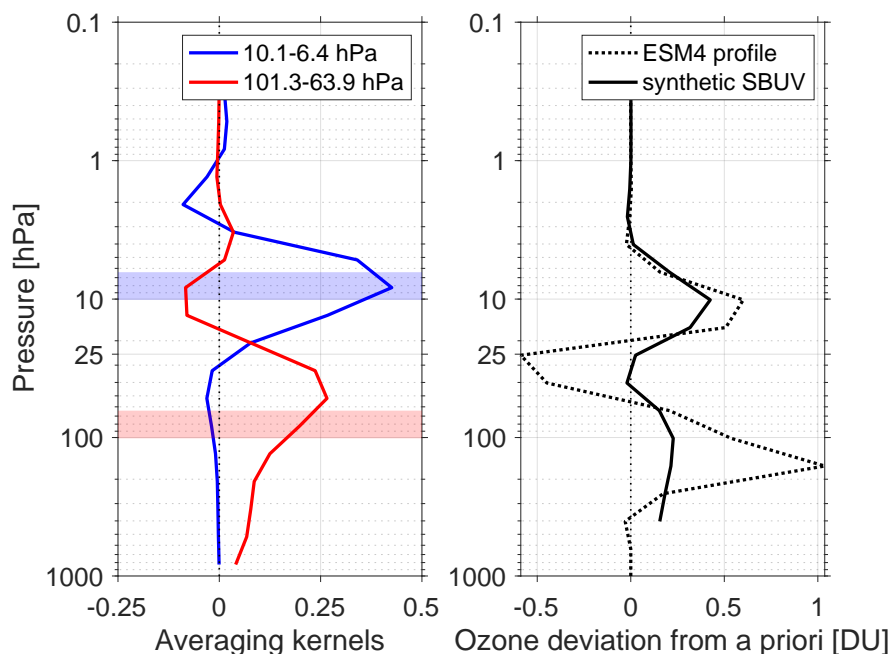 0.1
1
10
25
100
1000
Pressure [hPa]
10.1-6.4 hPa
101.3-63.9 hPa
-0.25
0
0.25
0.5
Averaging kernels
0.1
1
10
25
100
1000
ESM4 profile
synthetic SBUV
-0.5
0
0.5
1
Ozone deviation from a priori [DU]